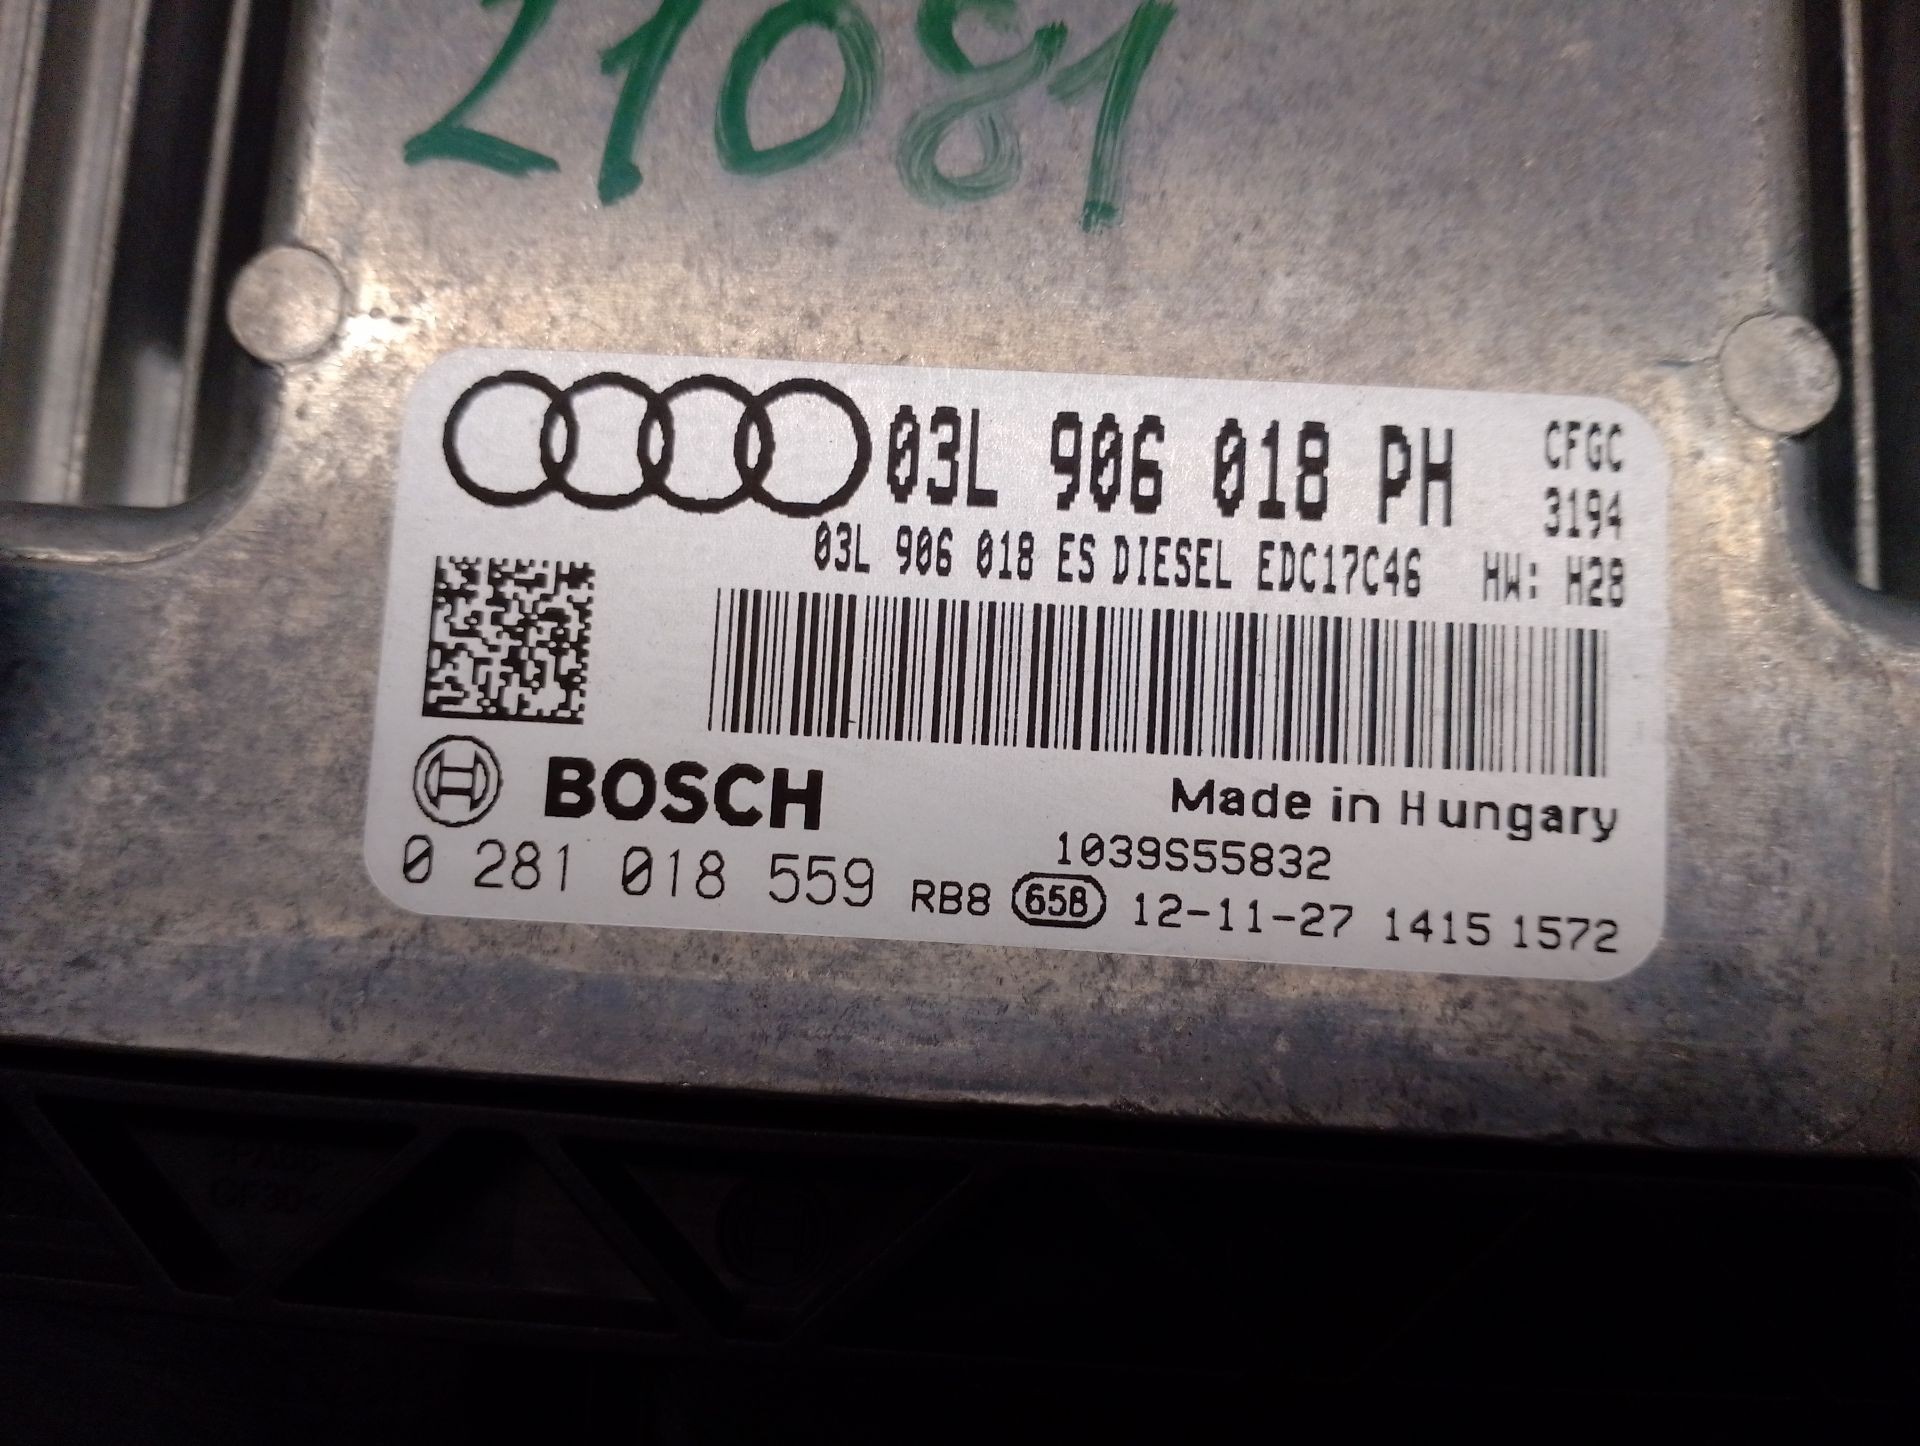 21081
03L 906 018 PH
CFGC
3194
03L 906 018 ES DIESEL EDC17C46 HW: H28
BOSCH
Made in Hungary
1039S55832
0 281 018 559 RB8 65B 12-11-27 1415 1572